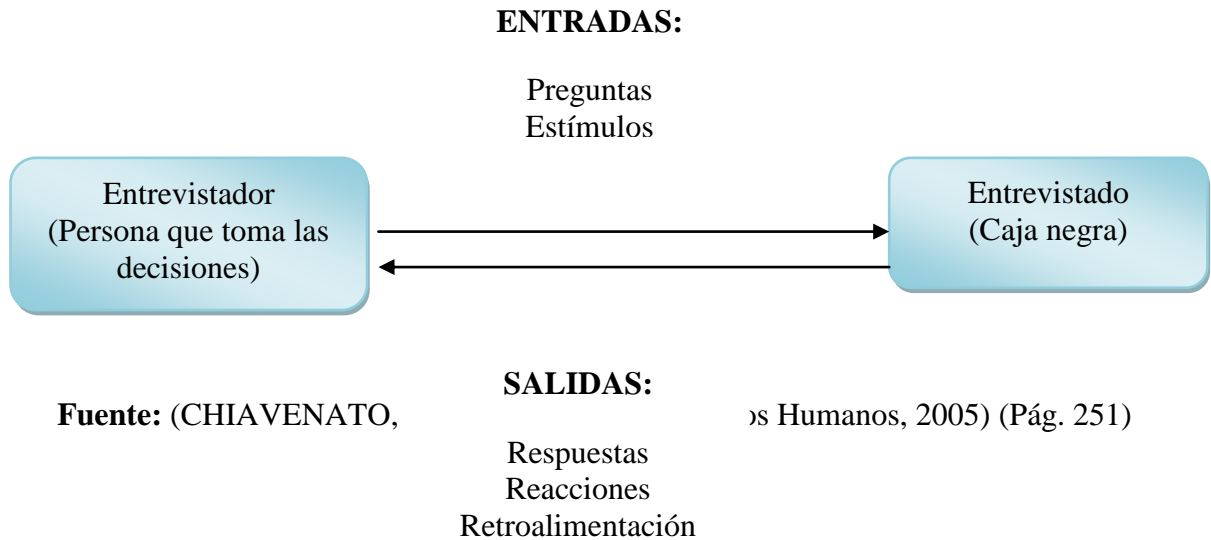 ENTRADAS:
Preguntas
Estímulos
Entrevistador
(Persona que toma las
decisiones)
Entrevistado
(Caja negra)
SALIDAS:
Fuente: (CHIAVENATO, Humanos, 2005) (Pág. 251)
Respuestas
Reacciones
Retroalimentación